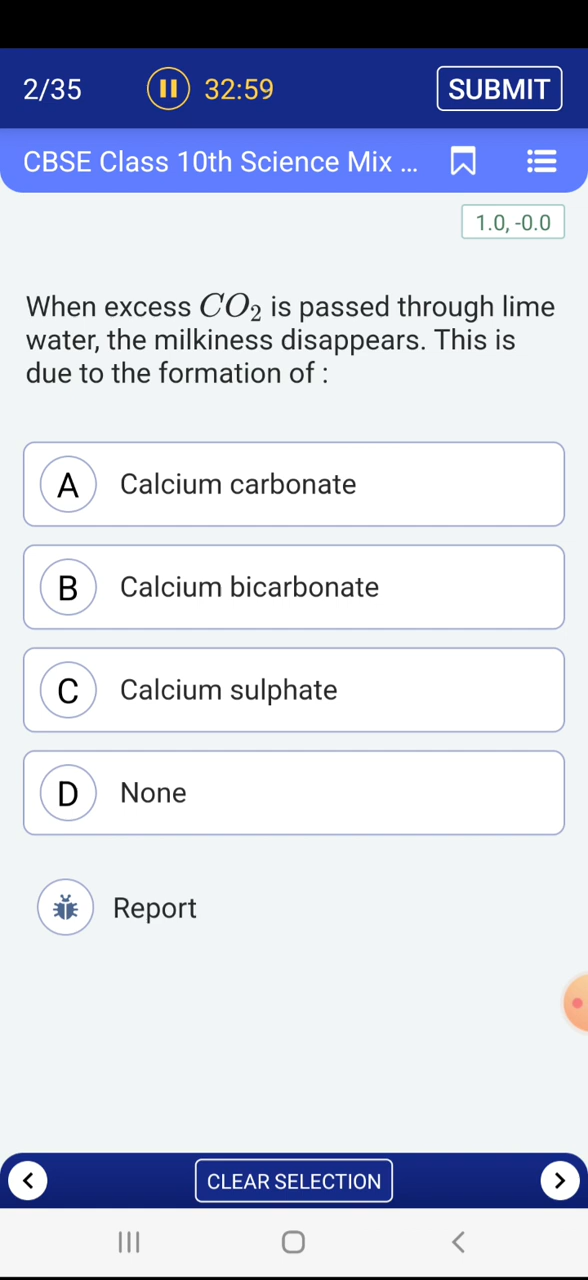 2/35
32:59
SUBMIT
CBSE Class 10th Science Mix ...
1.0, -0.0
When excess CO₂ is passed through lime
water, the milkiness disappears. This is
due to the formation of :
A Calcium carbonate
B Calcium bicarbonate
C Calcium sulphate
D None
Report
CLEAR SELECTION